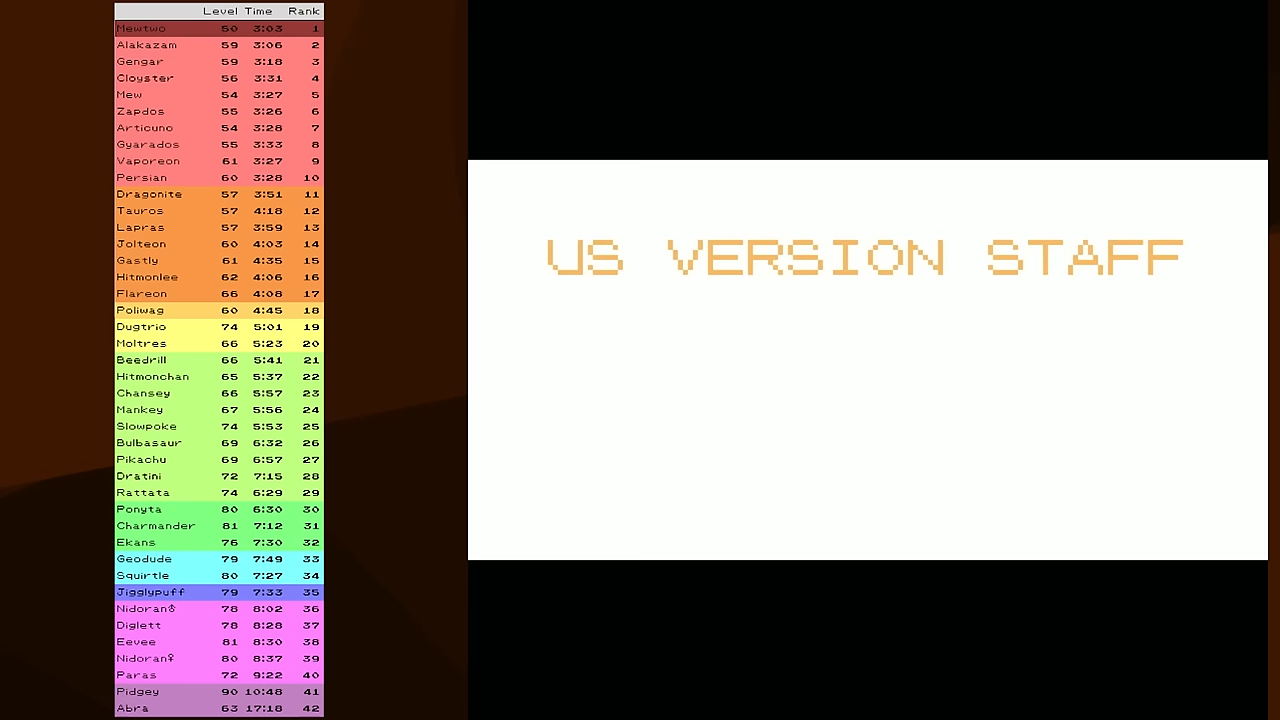 Level Time Rank
Mewtwo 50 3:03 1
Alakazam 59 3:06 2
Gengar 59 3:18 3
Cloyster 56 3:31 4
Mew 54 3:27 5
Zapdos 55 3:26 6
Articuno 54 3:28 7
Gyarados 55 3:33 8
Vaporeon 61 3:27 9
Persian 60 3:28 10
Dragonite 57 3:51 11
Tauros 57 4:18 12
Lapras 57 3:59 13
Jolteon 60 4:03 14
Gastly 61 4:35 15
Hitmonlee 62 4:06 16
Flareon 66 4:08 17
Poliwag 60 4:45 18
Dugtrio 74 5:01 19
Moltres 66 5:23 20
Beedrill 66 5:41 21
Hitmonchan 65 5:37 22
Chansey 66 5:57 23
Mankey 67 5:56 24
Slowpoke 74 5:53 25
Bulbasaur 69 6:32 26
Pikachu 69 6:57 27
Dratini 72 7:15 28
Rattata 74 6:29 29
Ponyta 80 6:30 30
Charmander 81 7:12 31
Ekans 76 7:30 32
Geodude 79 7:49 33
Squirtle 80 7:27 34
Jigglypuff 79 7:33 35
Nidoran♂ 78 8:02 36
Diglett 78 8:28 37
Eevee 81 8:30 38
Nidoran♀ 80 8:37 39
Paras 72 9:22 40
Pidgey 90 10:48 41
Abra 63 17:18 42
US VERSION STAFF